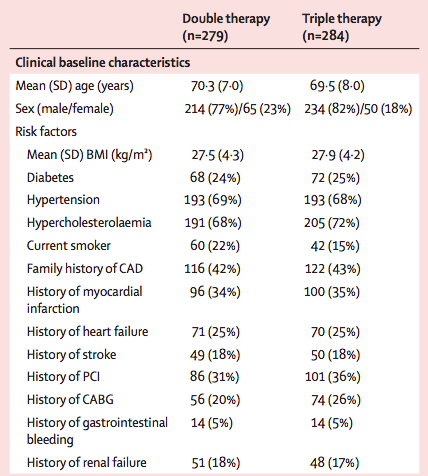 Double therapy Triple therapy
(n=279) (n=284)
Clinical baseline characteristics
Mean (SD) age (years) 70·3 (7·0) 69·5 (8·0)
Sex (male/female) 214 (77%)/65 (23%) 234 (82%)/50 (18%)
Risk factors
Mean (SD) BMI (kg/m²) 27·5 (4·3) 27·9 (4·2)
Diabetes 68 (24%) 72 (25%)
Hypertension 193 (69%) 193 (68%)
Hypercholesterolaemia 191 (68%) 205 (72%)
Current smoker 60 (22%) 42 (15%)
Family history of CAD 116 (42%) 122 (43%)
History of myocardial 96 (34%) 100 (35%)
infarction
History of heart failure 71 (25%) 70 (25%)
History of stroke 49 (18%) 50 (18%)
History of PCI 86 (31%) 101 (36%)
History of CABG 56 (20%) 74 (26%)
History of gastrointestinal 14 (5%) 14 (5%)
bleeding
History of renal failure 51 (18%) 48 (17%)